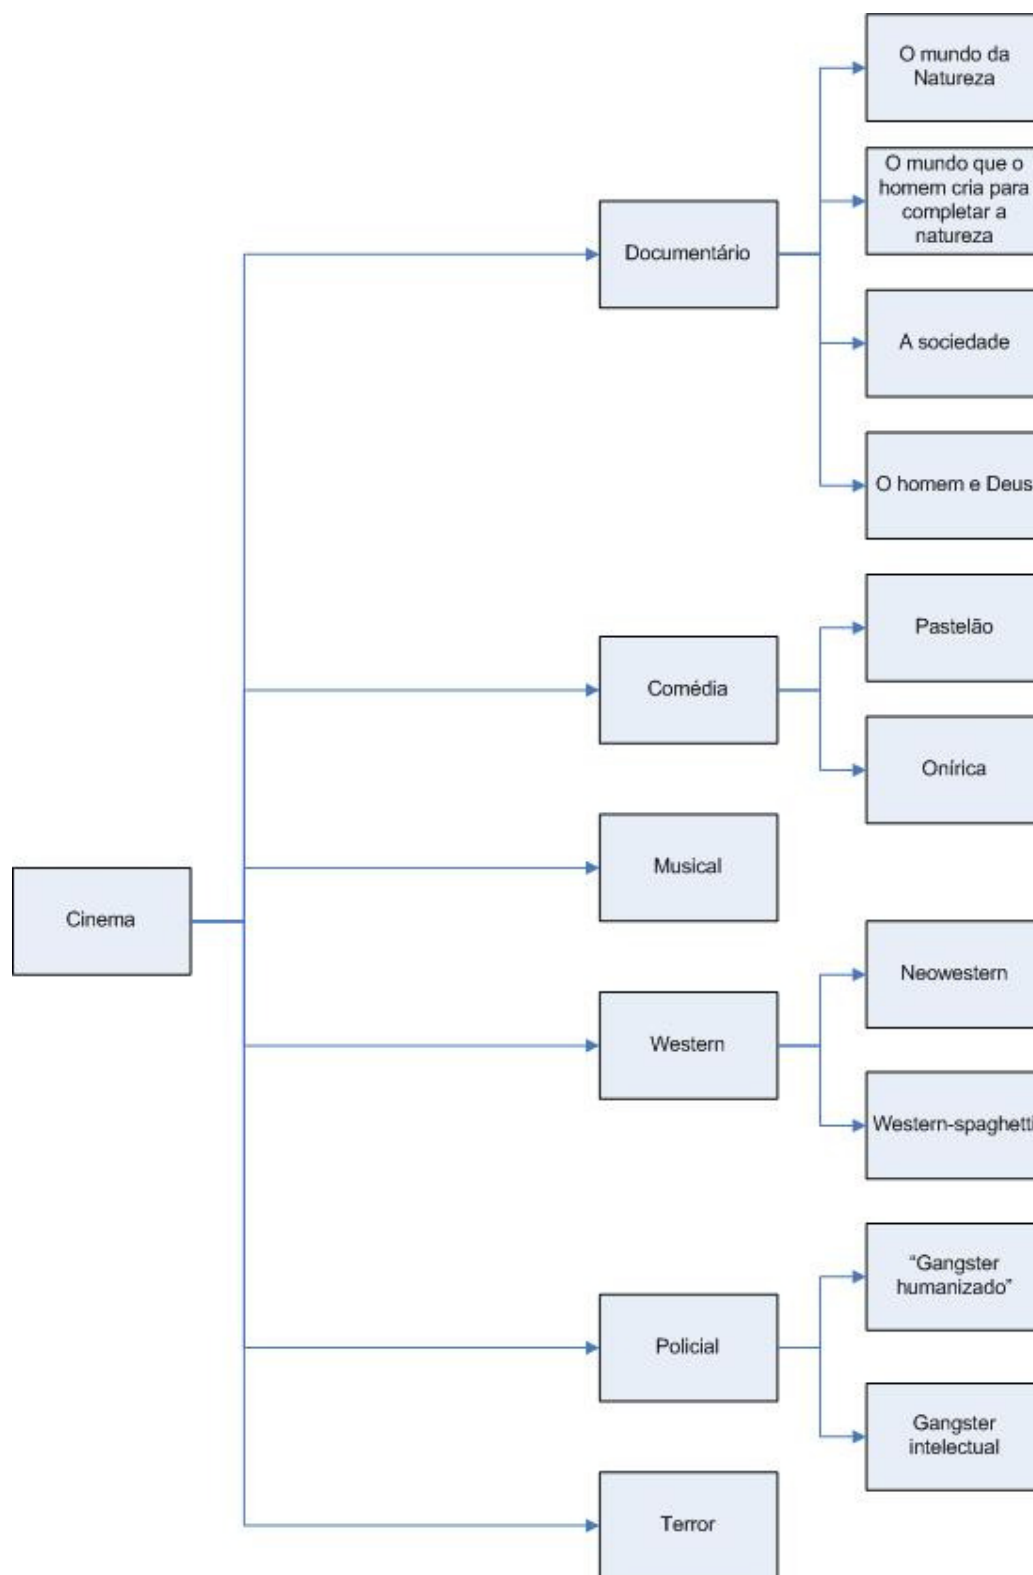 Cinema
Documentário
O mundo da
Natureza
O mundo que o
homem cria para
completar a
natureza
A sociedade
O homem e Deus
Comédia
Pastelão
Onírica
Musical
Western
Neowestern
Western-spaghetti
Policial
“Gangster
humanizado”
Gangster
intelectual
Terror